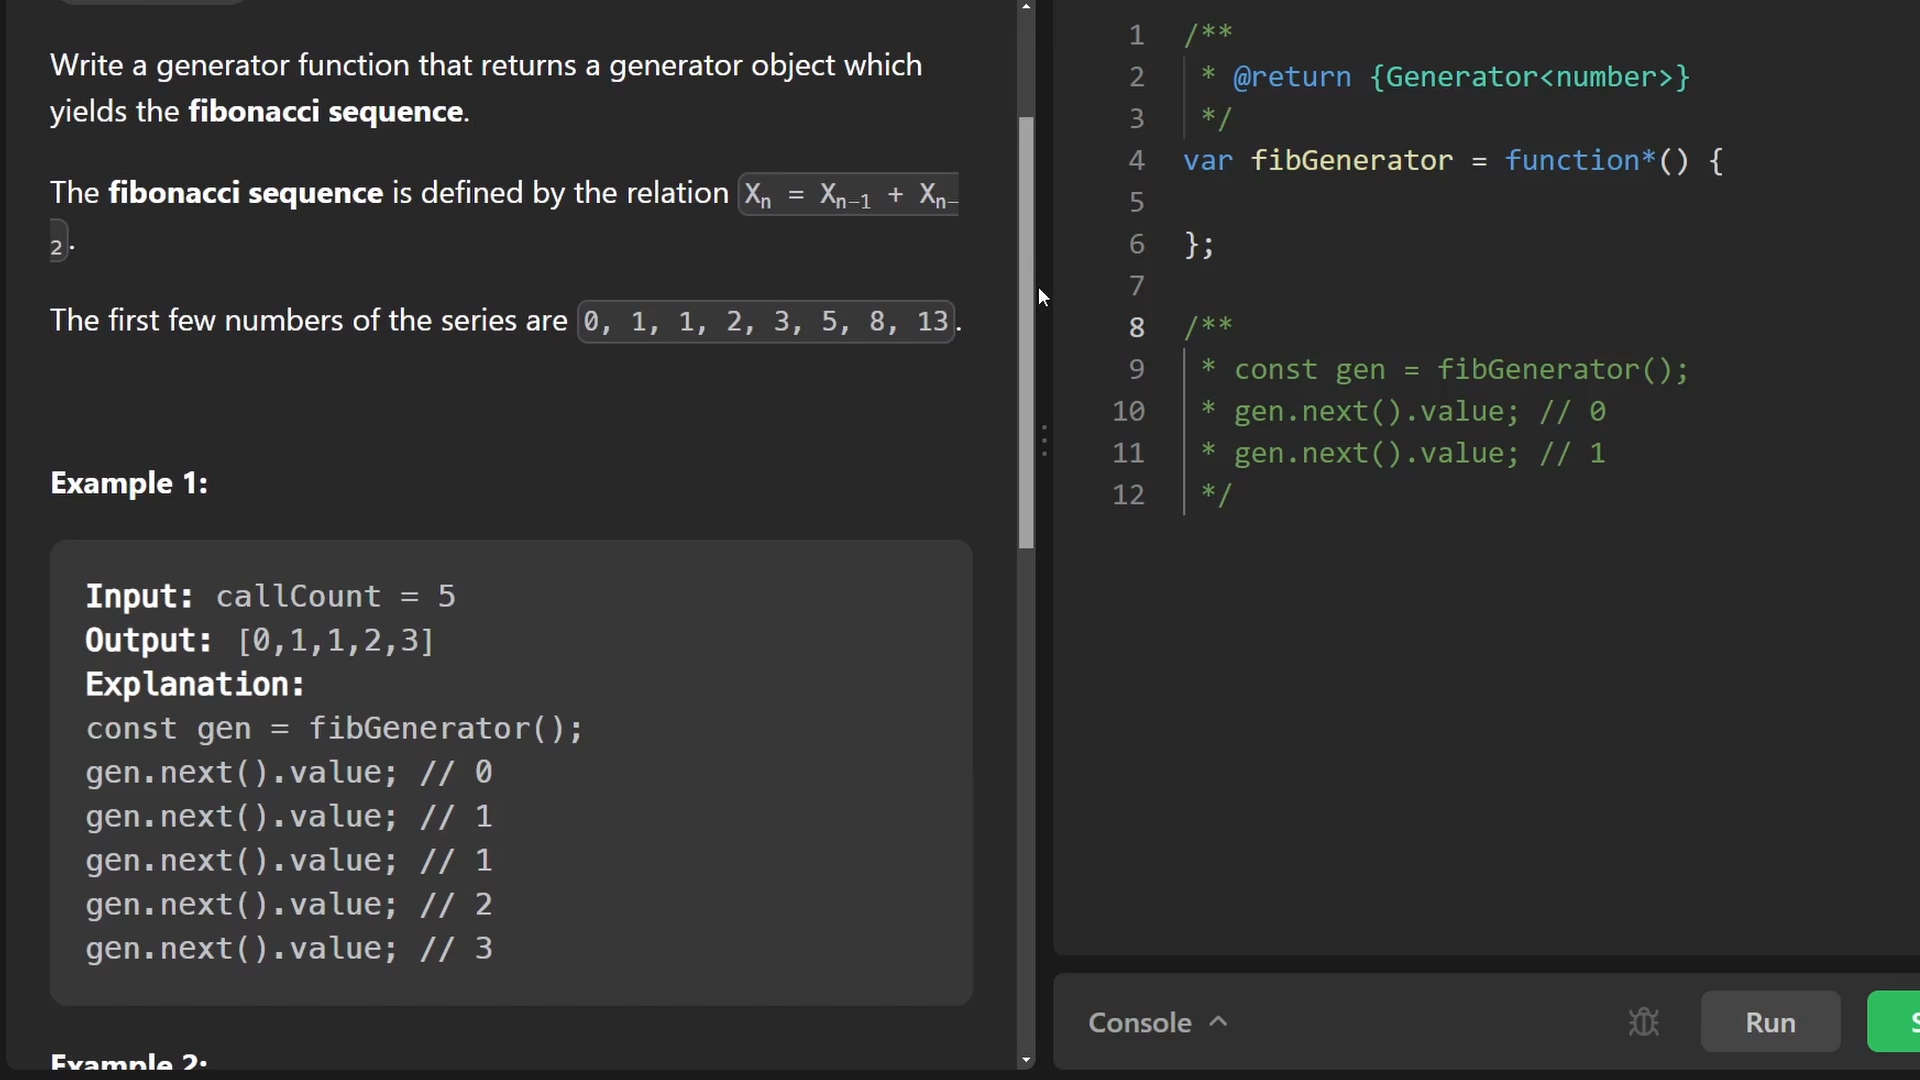 Write a generator function that returns a generator object which
yields the fibonacci sequence.
The fibonacci sequence is defined by the relation Xn = Xn-1 + Xn-
2.
The first few numbers of the series are 0, 1, 1, 2, 3, 5, 8, 13.
Example 1:
Input: callCount = 5
Output: [0,1,1,2,3]
Explanation:
const gen = fibGenerator();
gen.next().value; // 0
gen.next().value; // 1
gen.next().value; // 1
gen.next().value; // 2
gen.next().value; // 3
Example 2:
1 /**
2 * @return {Generator<number>}
3 */
4 var fibGenerator = function*() {
5
6 };
7
8 /**
9 * const gen = fibGenerator();
10 * gen.next().value; // 0
11 * gen.next().value; // 1
12 */
Console
Run